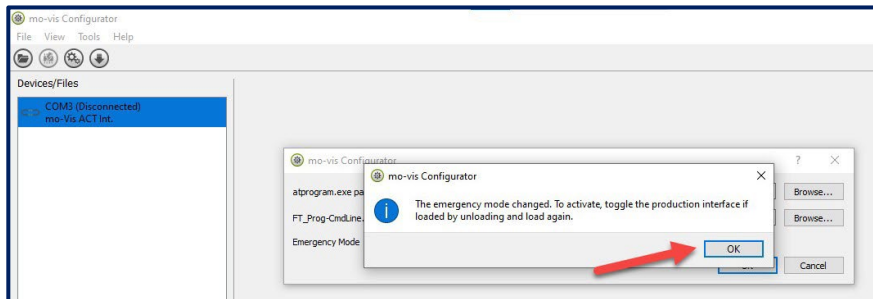 mo-vis Configurator
File View Tools Help
Devices/Files
COM3 (Disconnected)
mo-Vis ACT Int.
mo-vis Configurator
mo-vis Configurator
atprogram.exe pa
Browse...
The emergency mode changed. To activate, toggle the production interface if
loaded by unloading and load again.
FT_Prog-CmdLine.
Browse...
Emergency Mode
OK
Cancel